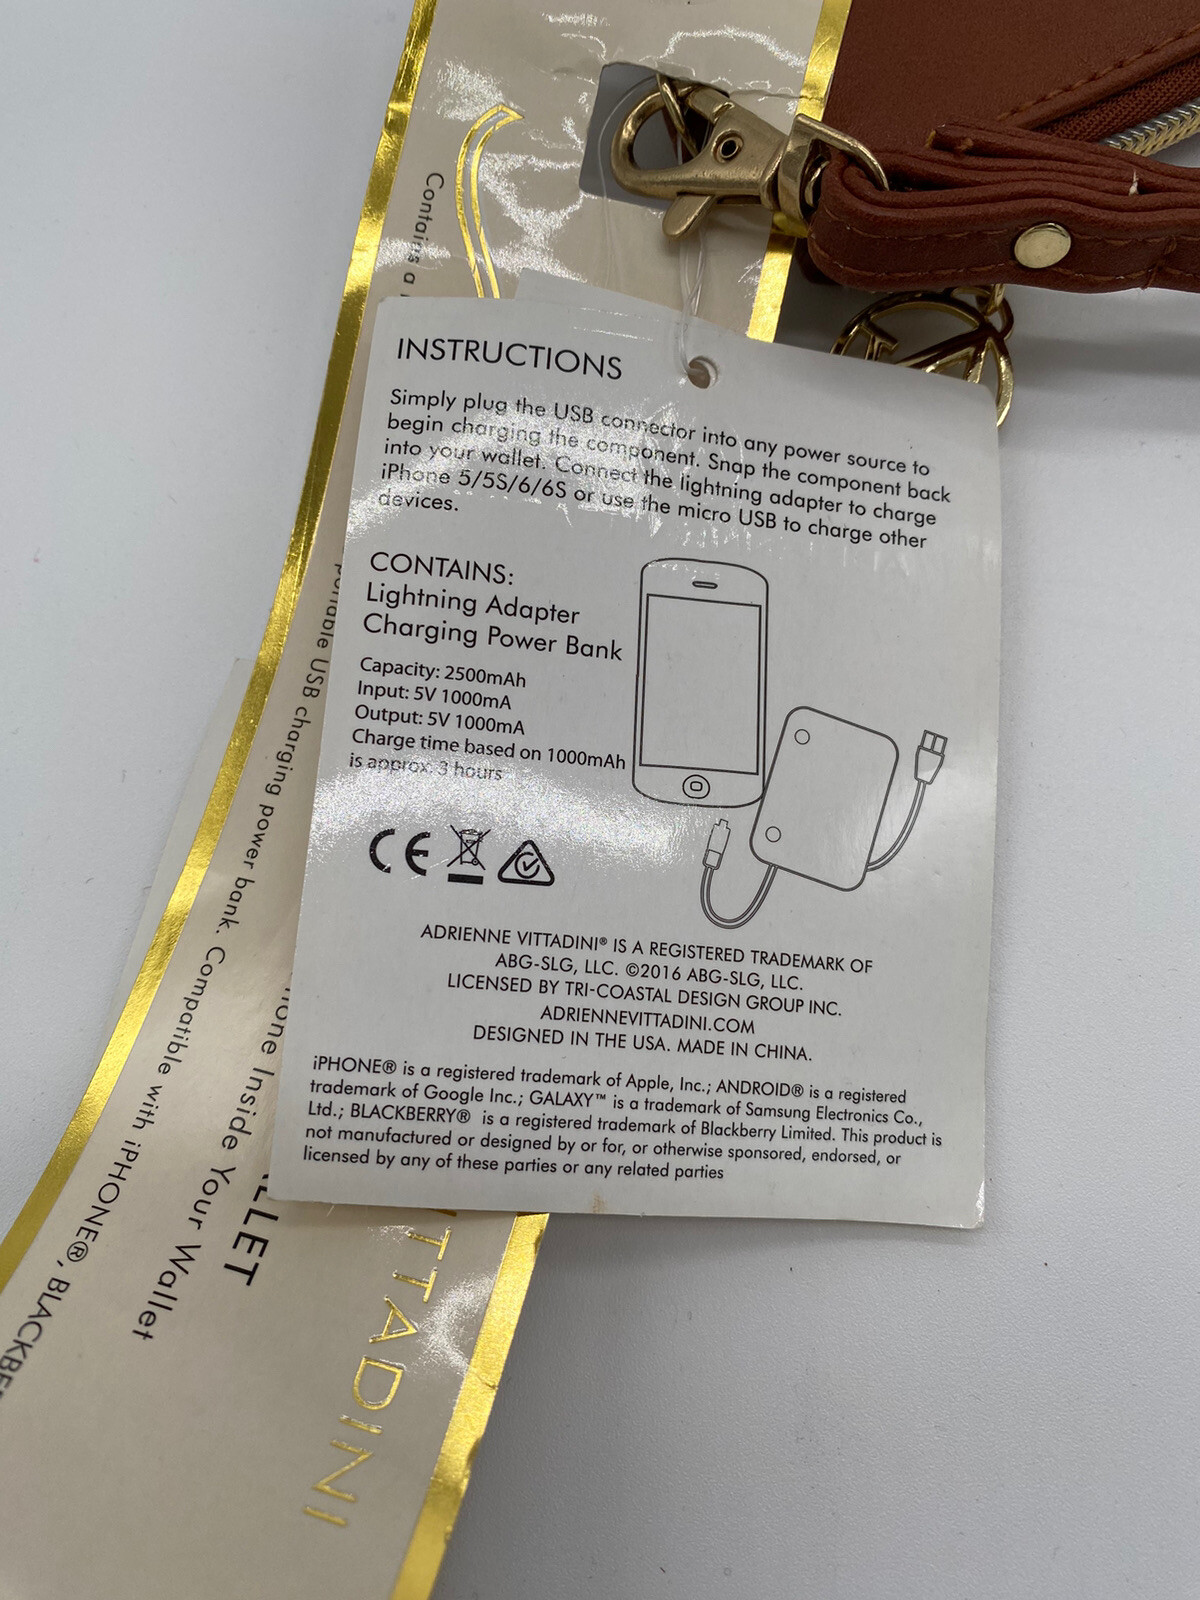 INSTRUCTIONS
Simply plug the USB connector into any power source to
begin charging the component. Snap the component back
into your wallet. Connect the lightning adapter to charge
iPhone 5/5S/6/6S or use the micro USB to charge other
devices.
CONTAINS:
Lightning Adapter
Charging Power Bank
Capacity: 2500mAh
Input: 5V 1000mA
Output: 5V 1000mA
Charge time based on 1000mAh
is approx. 3 hours
CE
ADRIENNE VITTADINI® IS A REGISTERED TRADEMARK OF
ABG-SLG, LLC. ©2016 ABG-SLG, LLC.
LICENSED BY TRI-COASTAL DESIGN GROUP INC.
ADRIENNEVITTADINI.COM
DESIGNED IN THE USA. MADE IN CHINA.
iPHONE® is a registered trademark of Apple, Inc.; ANDROID® is a registered
trademark of Google Inc.; GALAXY™ is a trademark of Samsung Electronics Co.,
Ltd.; BLACKBERRY® is a registered trademark of Blackberry Limited. This product is
not manufactured or designed by or for, or otherwise sponsored, endorsed, or
licensed by any of these parties or any related parties
Contains a
USB charging power bank. Compatible with iPHONE®,
Inside Your Wallet